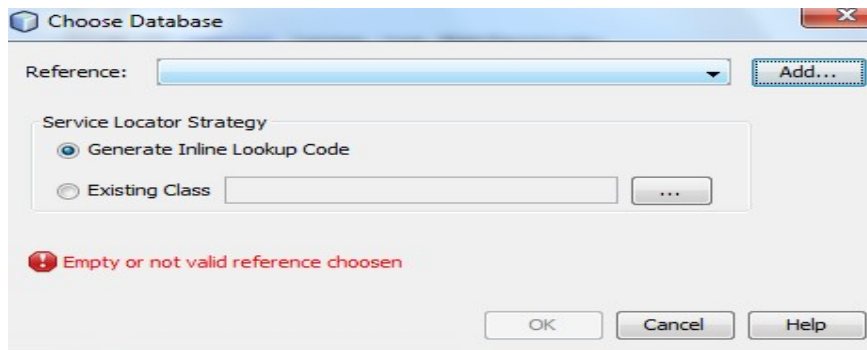 Choose Database
Reference: Add...
Service Locator Strategy
Generate Inline Lookup Code
Existing Class ...
Empty or not valid reference choosen
OK Cancel Help